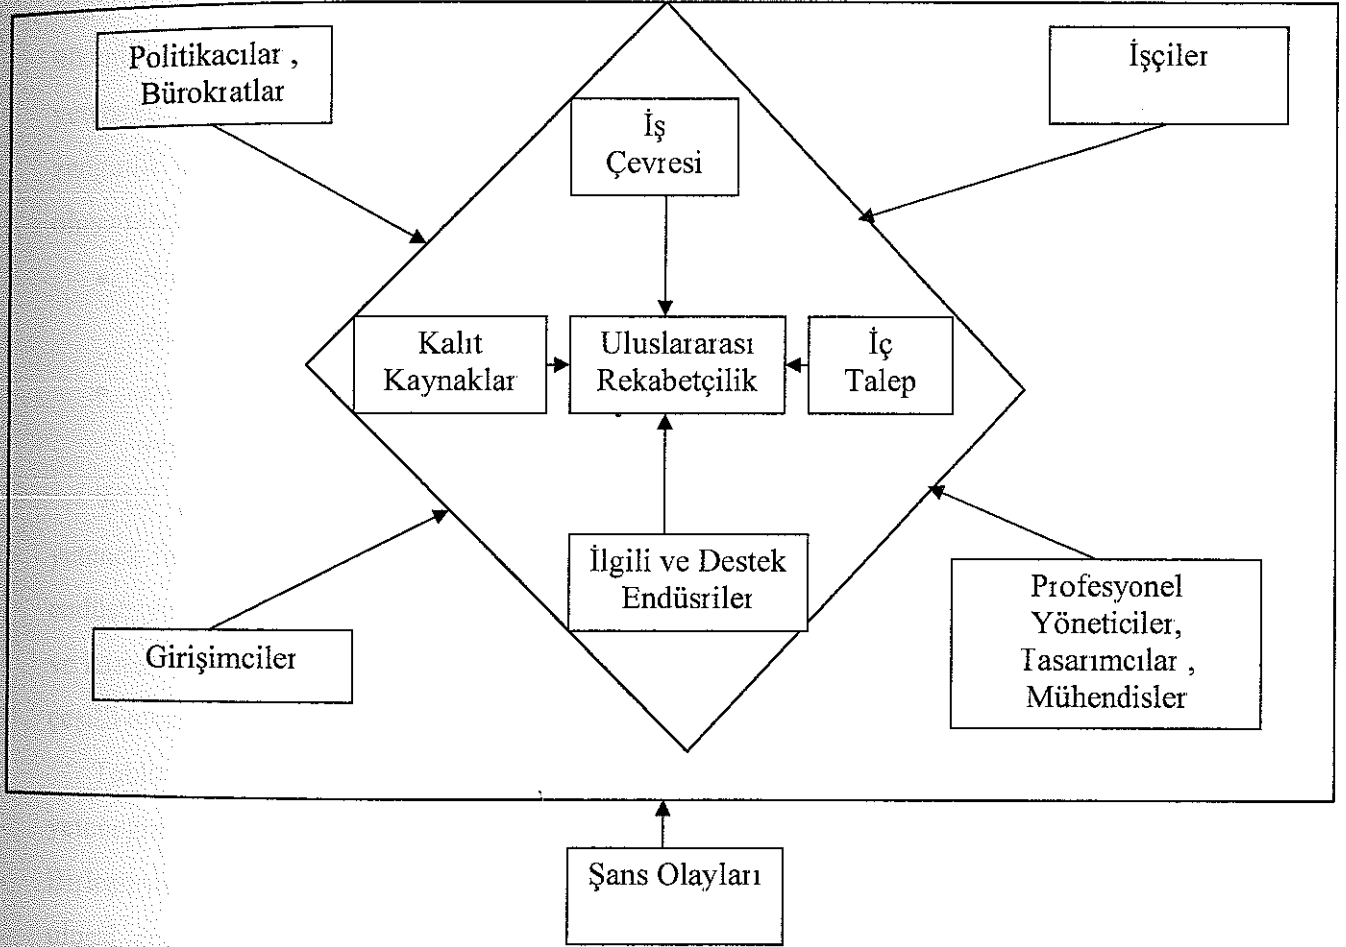 Politikacılar ,
Bürokratlar
İşçiler
İş
Çevresi
Kalıt
Kaynaklar
Uluslararası
Rekabetçilik
İç
Talep
İlgili ve Destek
Endüsriler
Girişimciler
Profesyonel
Yöneticiler,
Tasarımcılar ,
Mühendisler
Şans Olayları